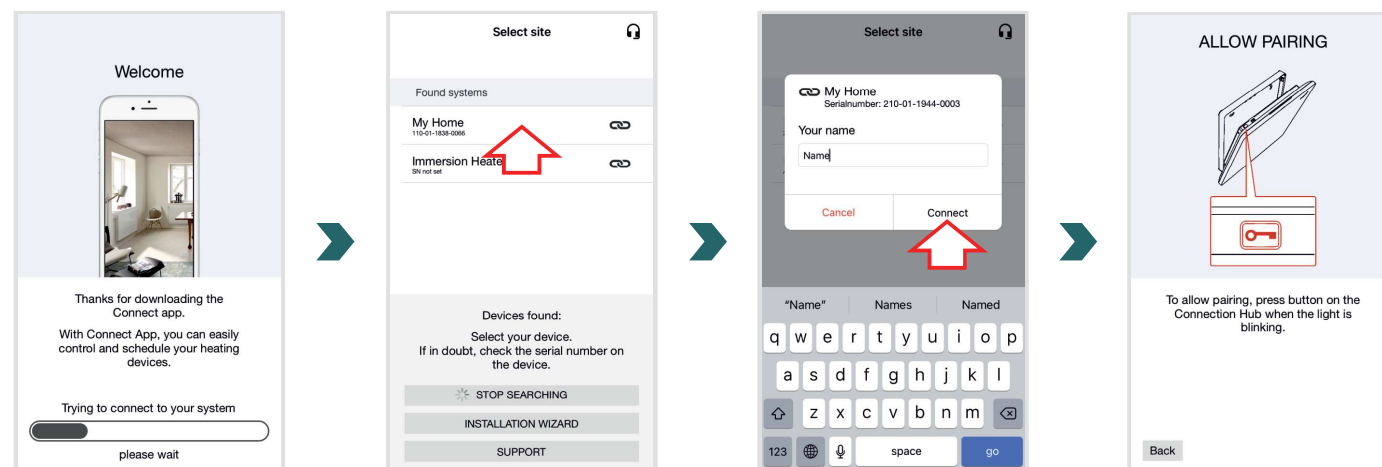 Welcome
Thanks for downloading the
Connect app.
With Connect App, you can easily
control and schedule your heating
devices.
Trying to connect to your system
please wait
Select site
Found systems
My Home
110-01-1838-0066
Immersion Heate
SN not set
Devices found:
Select your device.
If in doubt, check the serial number on
the device.
STOP SEARCHING
INSTALLATION WIZARD
SUPPORT
Select site
My Home
Serialnumber: 210-01-1944-0003
Your name
Name
Cancel Connect
"Name" Names Named
q w e r t y u i o p
a s d f g h j k l
z x c v b n m
123 space go
ALLOW PAIRING
To allow pairing, press button on the
Connection Hub when the light is
blinking.
Back